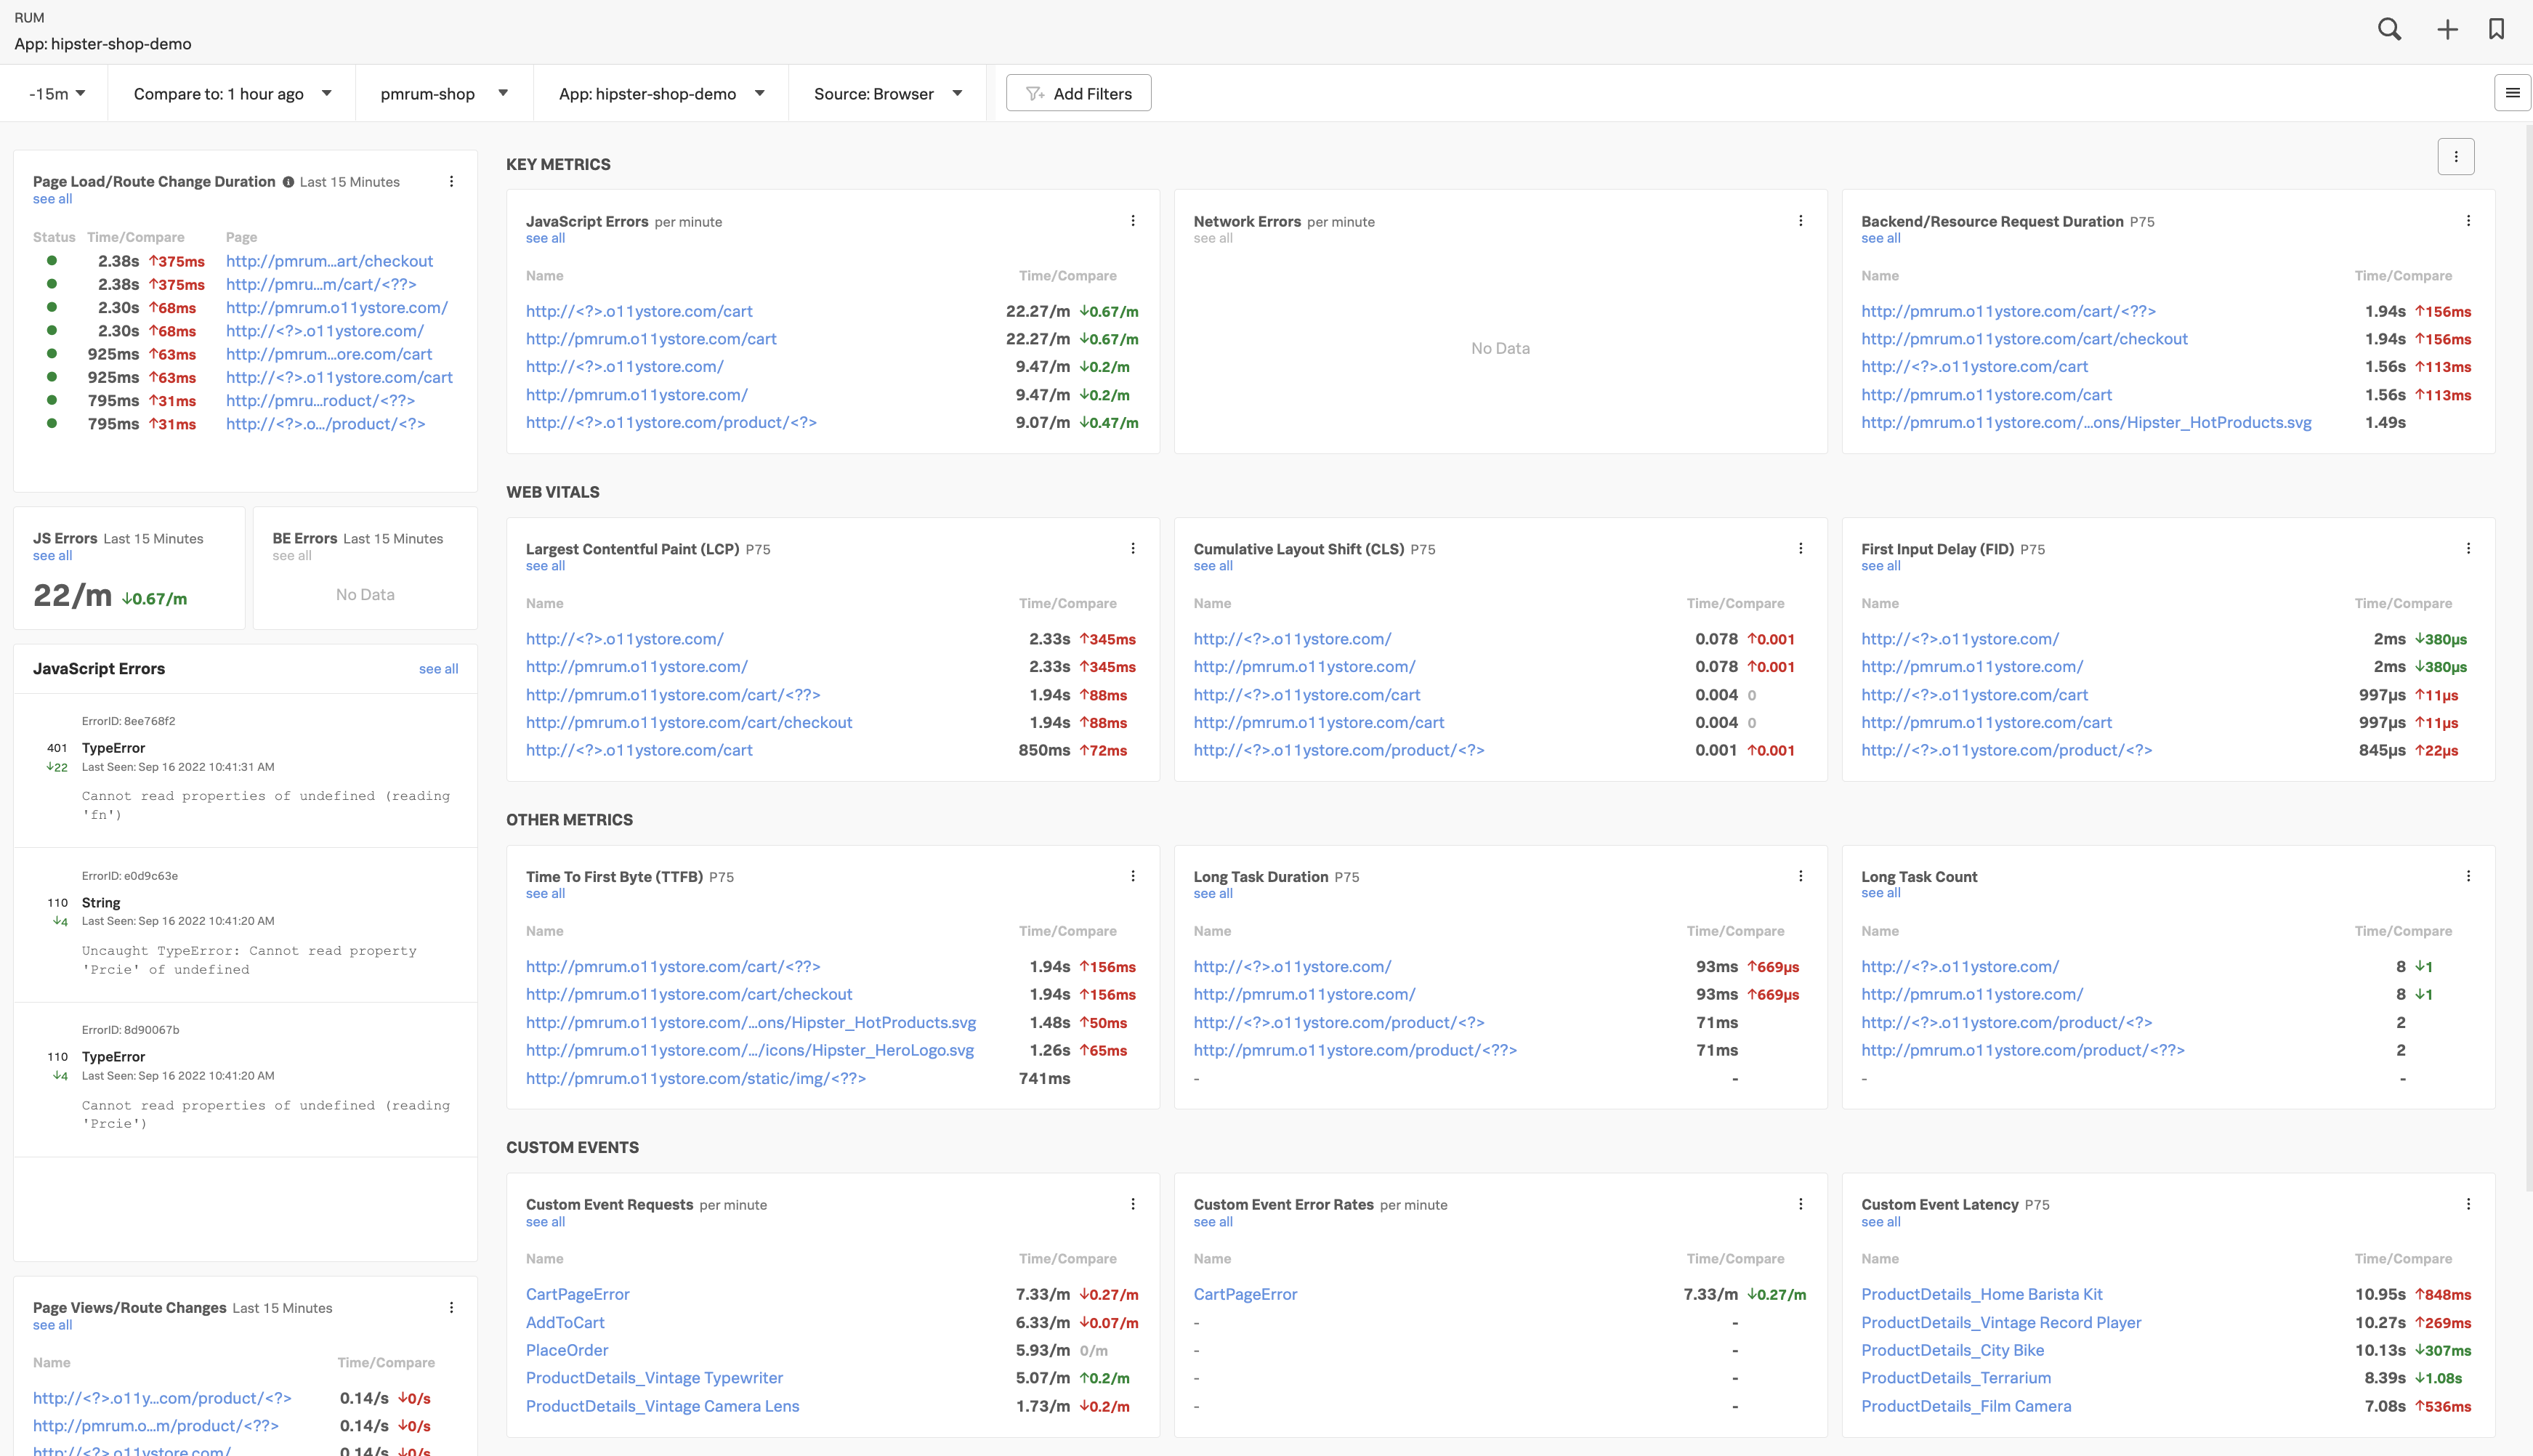 RUM
App: hipster-shop-demo
-15m
Compare to: 1 hour ago
pmrum-shop
App: hipster-shop-demo
Source: Browser
Add Filters
Page Load/Route Change Duration Last 15 Minutes
see all
Status Time/Compare Page
2.38s ↑375ms http://pmrum...art/checkout
2.38s ↑375ms http://pmru...m/cart/<??>
2.30s ↑68ms http://pmrum.o11ystore.com/
2.30s ↑68ms http://<?>.o11ystore.com/
925ms ↑63ms http://pmrum...ore.com/cart
925ms ↑63ms http://<?>.o11ystore.com/cart
795ms ↑31ms http://pmru...roduct/<??>
795ms ↑31ms http://<?>.o.../product/<?>
JS Errors Last 15 Minutes
see all
22/m ↓0.67/m
BE Errors Last 15 Minutes
see all
No Data
JavaScript Errors see all
ErrorID: 8ee768f2
401 TypeError
↓22 Last Seen: Sep 16 2022 10:41:31 AM
Cannot read properties of undefined (reading
'fn')
ErrorID: e0d9c63e
110 String
↓4 Last Seen: Sep 16 2022 10:41:20 AM
Uncaught TypeError: Cannot read property
'Prcie' of undefined
ErrorID: 8d90067b
110 TypeError
↓4 Last Seen: Sep 16 2022 10:41:20 AM
Cannot read properties of undefined (reading
'Prcie')
Page Views/Route Changes Last 15 Minutes
see all
Name Time/Compare
http://<?>.o11y...com/product/<?> 0.14/s ↓0/s
http://pmrum.o...m/product/<??> 0.14/s ↓0/s
http://<?>.o11ystore.com/ 0.14/s ↓0/s
KEY METRICS
JavaScript Errors per minute
see all
Name Time/Compare
http://<?>.o11ystore.com/cart 22.27/m ↓0.67/m
http://pmrum.o11ystore.com/cart 22.27/m ↓0.67/m
http://<?>.o11ystore.com/ 9.47/m ↓0.2/m
http://pmrum.o11ystore.com/ 9.47/m ↓0.2/m
http://<?>.o11ystore.com/product/<?> 9.07/m ↓0.47/m
Network Errors per minute
see all
No Data
Backend/Resource Request Duration P75
see all
Name Time/Compare
http://pmrum.o11ystore.com/cart/<??> 1.94s ↑156ms
http://pmrum.o11ystore.com/cart/checkout 1.94s ↑156ms
http://<?>.o11ystore.com/cart 1.56s ↑113ms
http://pmrum.o11ystore.com/cart 1.56s ↑113ms
http://pmrum.o11ystore.com/...ons/Hipster_HotProducts.svg 1.49s
WEB VITALS
Largest Contentful Paint (LCP) P75
see all
Name Time/Compare
http://<?>.o11ystore.com/ 2.33s ↑345ms
http://pmrum.o11ystore.com/ 2.33s ↑345ms
http://pmrum.o11ystore.com/cart/<??> 1.94s ↑88ms
http://pmrum.o11ystore.com/cart/checkout 1.94s ↑88ms
http://<?>.o11ystore.com/cart 850ms ↑72ms
Cumulative Layout Shift (CLS) P75
see all
Name Time/Compare
http://<?>.o11ystore.com/ 0.078 ↑0.001
http://pmrum.o11ystore.com/ 0.078 ↑0.001
http://<?>.o11ystore.com/cart 0.004 0
http://pmrum.o11ystore.com/cart 0.004 0
http://<?>.o11ystore.com/product/<?> 0.001 ↑0.001
First Input Delay (FID) P75
see all
Name Time/Compare
http://<?>.o11ystore.com/ 2ms ↓380µs
http://pmrum.o11ystore.com/ 2ms ↓380µs
http://<?>.o11ystore.com/cart 997µs ↑11µs
http://pmrum.o11ystore.com/cart 997µs ↑11µs
http://<?>.o11ystore.com/product/<?> 845µs ↑22µs
OTHER METRICS
Time To First Byte (TTFB) P75
see all
Name Time/Compare
http://pmrum.o11ystore.com/cart/<??> 1.94s ↑156ms
http://pmrum.o11ystore.com/cart/checkout 1.94s ↑156ms
http://pmrum.o11ystore.com/...ons/Hipster_HotProducts.svg 1.48s ↑50ms
http://pmrum.o11ystore.com/.../icons/Hipster_HeroLogo.svg 1.26s ↑65ms
http://pmrum.o11ystore.com/static/img/<??> 741ms
Long Task Duration P75
see all
Name Time/Compare
http://<?>.o11ystore.com/ 93ms ↑669µs
http://pmrum.o11ystore.com/ 93ms ↑669µs
http://<?>.o11ystore.com/product/<?> 71ms
http://pmrum.o11ystore.com/product/<??> 71ms
- -
Long Task Count
see all
Name Time/Compare
http://<?>.o11ystore.com/ 8 ↓1
http://pmrum.o11ystore.com/ 8 ↓1
http://<?>.o11ystore.com/product/<?> 2
http://pmrum.o11ystore.com/product/<??> 2
- -
CUSTOM EVENTS
Custom Event Requests per minute
see all
Name Time/Compare
CartPageError 7.33/m ↓0.27/m
AddToCart 6.33/m ↓0.07/m
PlaceOrder 5.93/m 0/m
ProductDetails_Vintage Typewriter 5.07/m ↑0.2/m
ProductDetails_Vintage Camera Lens 1.73/m ↓0.2/m
Custom Event Error Rates per minute
see all
Name Time/Compare
CartPageError 7.33/m ↓0.27/m
- -
- -
- -
- -
Custom Event Latency P75
see all
Name Time/Compare
ProductDetails_Home Barista Kit 10.95s ↑848ms
ProductDetails_Vintage Record Player 10.27s ↑269ms
ProductDetails_City Bike 10.13s ↓307ms
ProductDetails_Terrarium 8.39s ↓1.08s
ProductDetails_Film Camera 7.08s ↑536ms